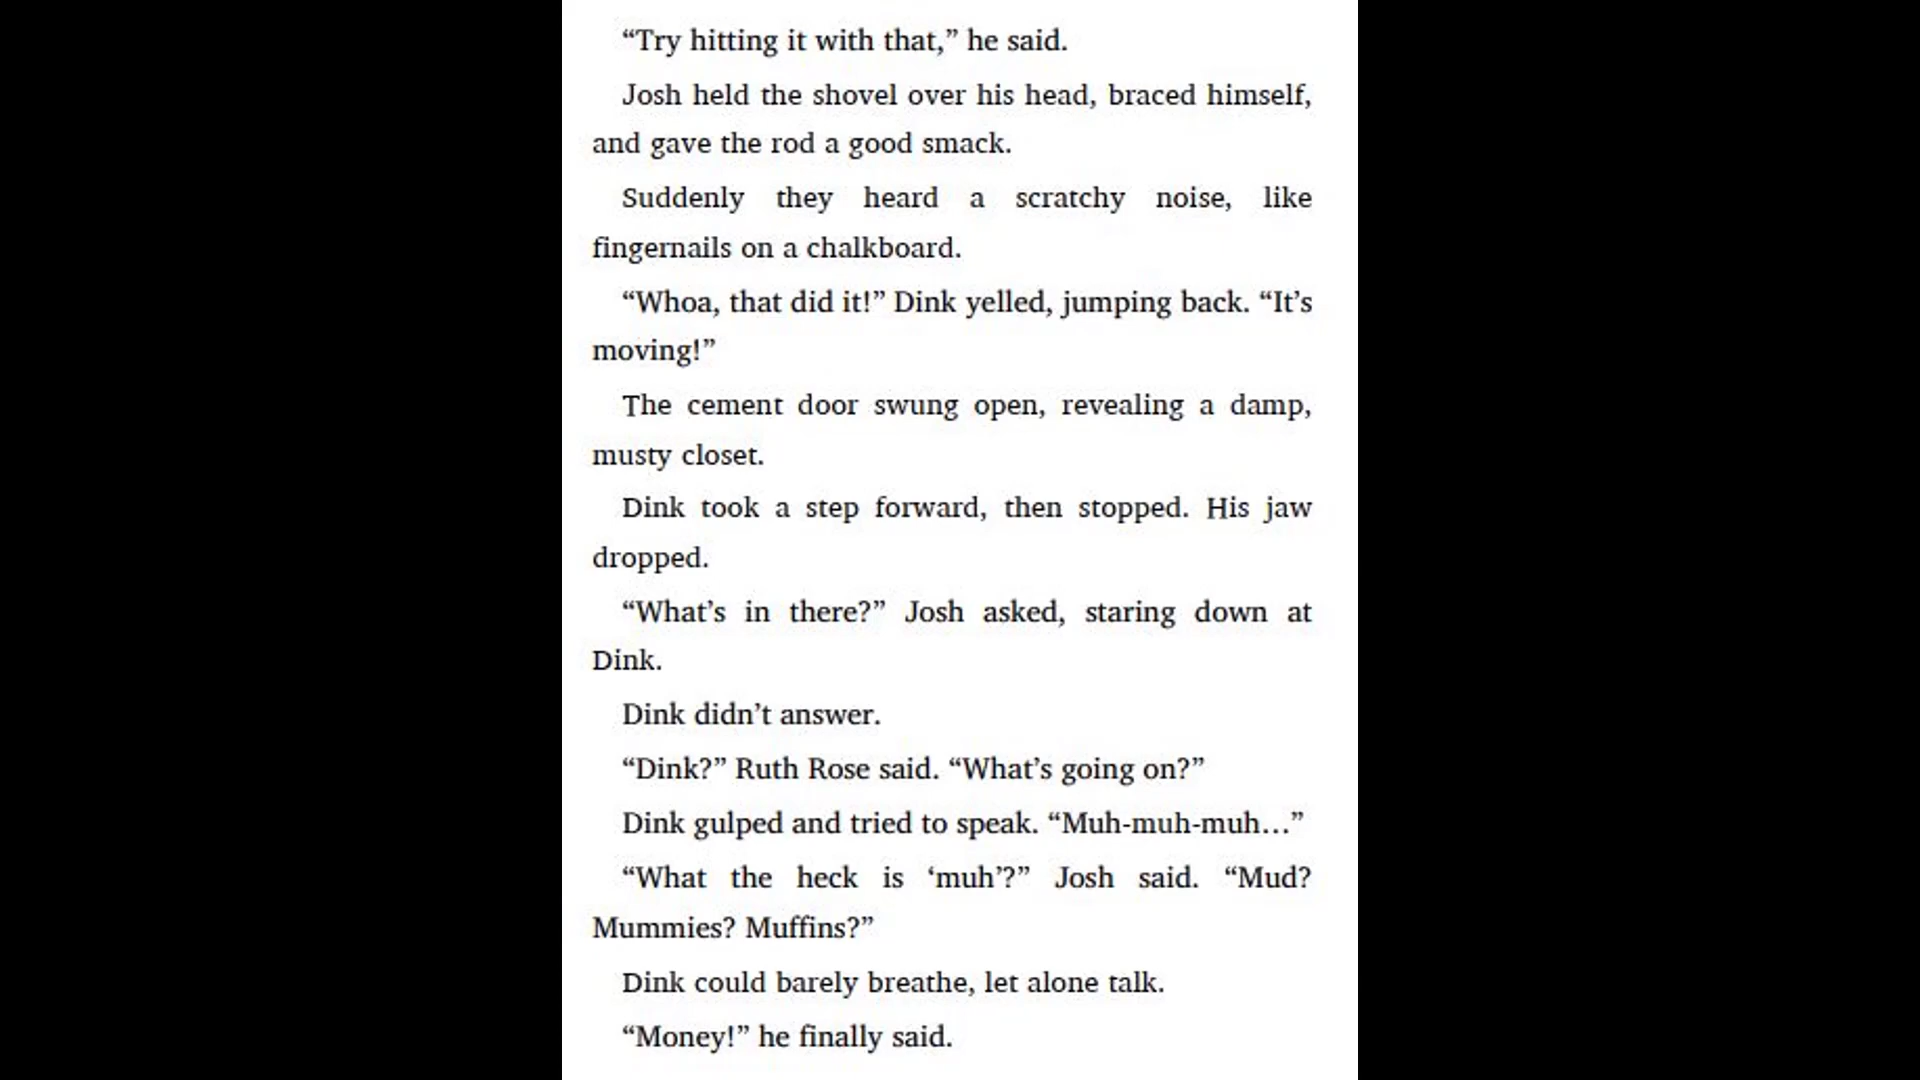 “Try hitting it with that,” he said.
Josh held the shovel over his head, braced himself,
and gave the rod a good smack.
Suddenly they heard a scratchy noise, like
fingernails on a chalkboard.
“Whoa, that did it!” Dink yelled, jumping back. “It’s
moving!”
The cement door swung open, revealing a damp,
musty closet.
Dink took a step forward, then stopped. His jaw
dropped.
“What’s in there?” Josh asked, staring down at
Dink.
Dink didn’t answer.
“Dink?” Ruth Rose said. “What’s going on?”
Dink gulped and tried to speak. “Muh-muh-muh…”
“What the heck is ‘muh’?” Josh said. “Mud?
Mummies? Muffins?”
Dink could barely breathe, let alone talk.
“Money!” he finally said.